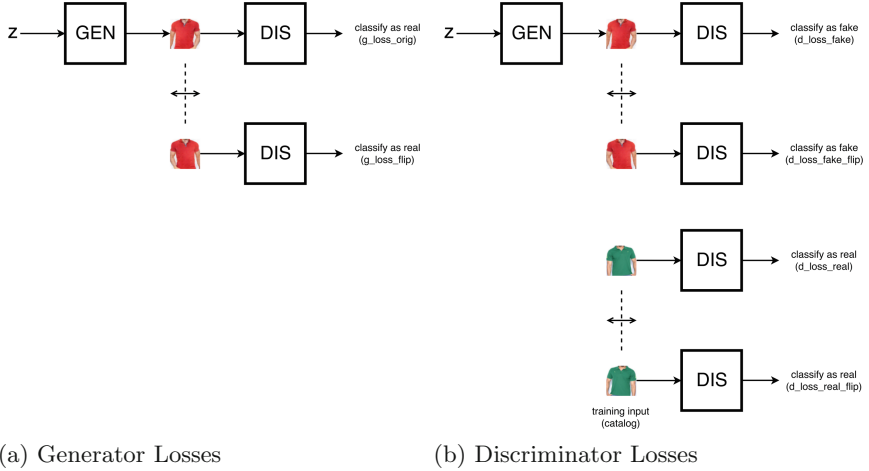 z
GEN
DIS
classify as real
(g_loss_orig)
DIS
classify as real
(g_loss_flip)
(a) Generator Losses
z
GEN
DIS
classify as fake
(d_loss_fake)
DIS
classify as fake
(d_loss_fake_flip)
DIS
classify as real
(d_loss_real)
DIS
classify as real
(d_loss_real_flip)
training input
(catalog)
(b) Discriminator Losses